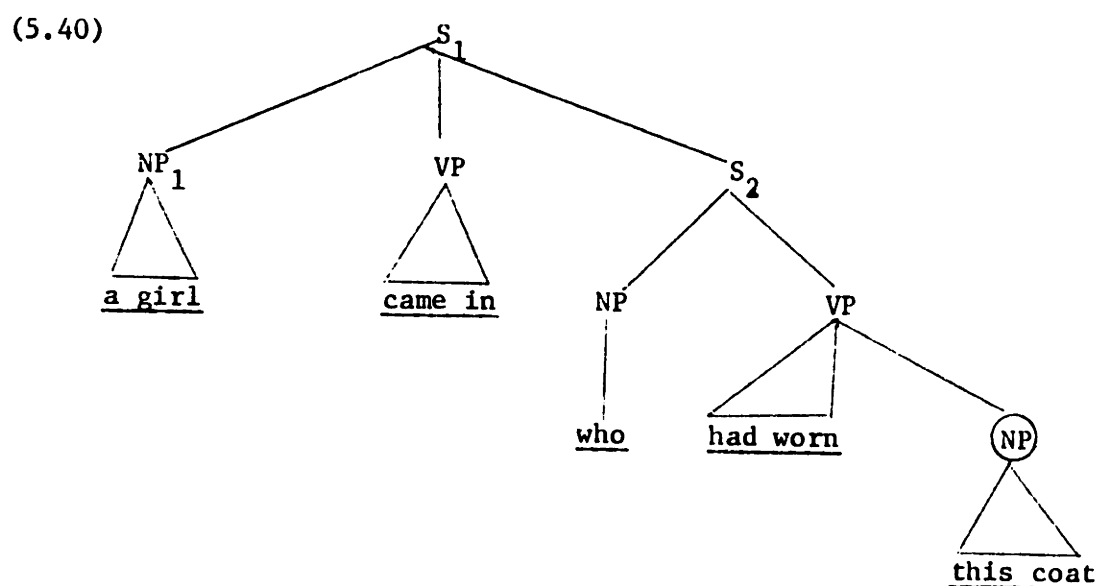 (5.40)
S1
NP1 VP S2
a girl came in NP VP
who had worn NP
this coat